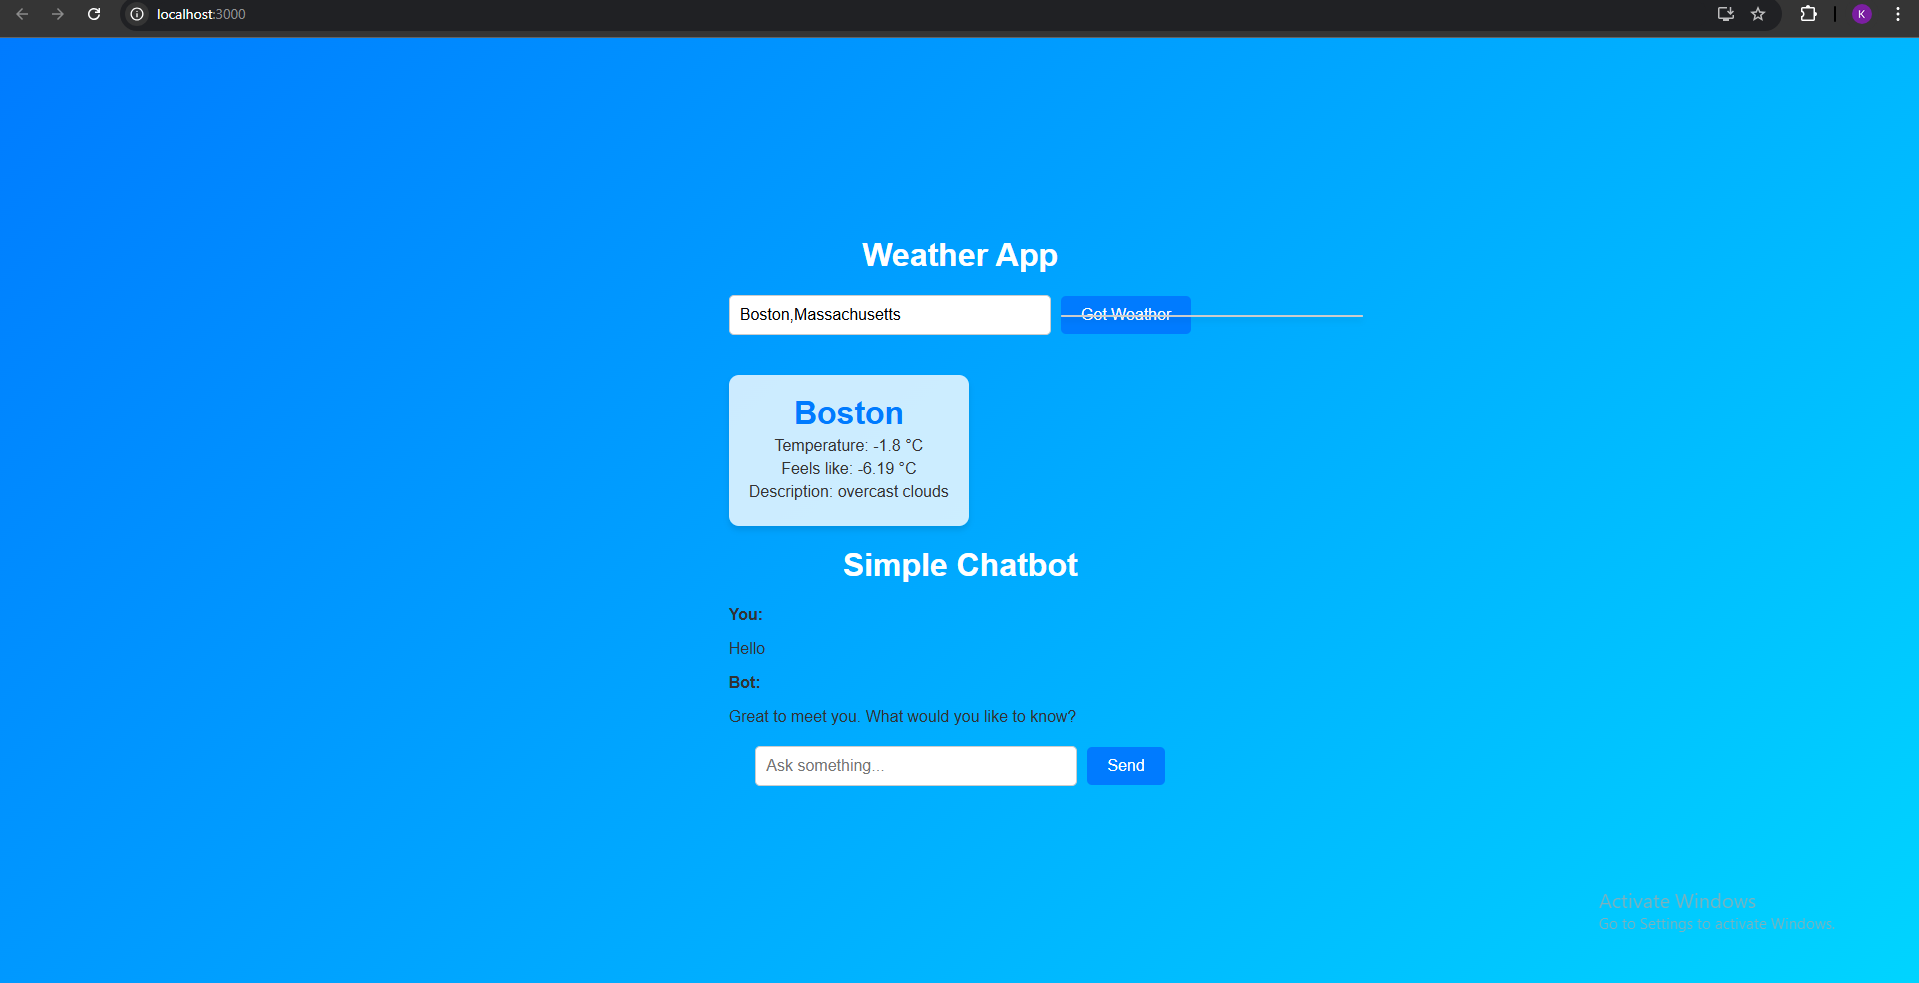 localhost:3000
K
Weather App
Boston,Massachusetts
Get Weather
Boston
Temperature: -1.8 °C
Feels like: -6.19 °C
Description: overcast clouds
Simple Chatbot
You:
Hello
Bot:
Great to meet you. What would you like to know?
Ask something...
Send
Activate Windows
Go to Settings to activate Windows.